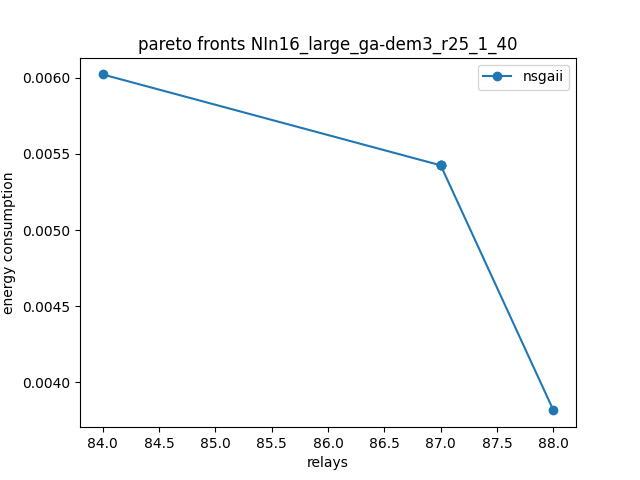 pareto fronts NIn16_large_ga-dem3_r25_1_40
nsgaii
energy consumption
0.0060
0.0055
0.0050
0.0045
0.0040
84.0 84.5 85.0 85.5 86.0 86.5 87.0 87.5 88.0
relays